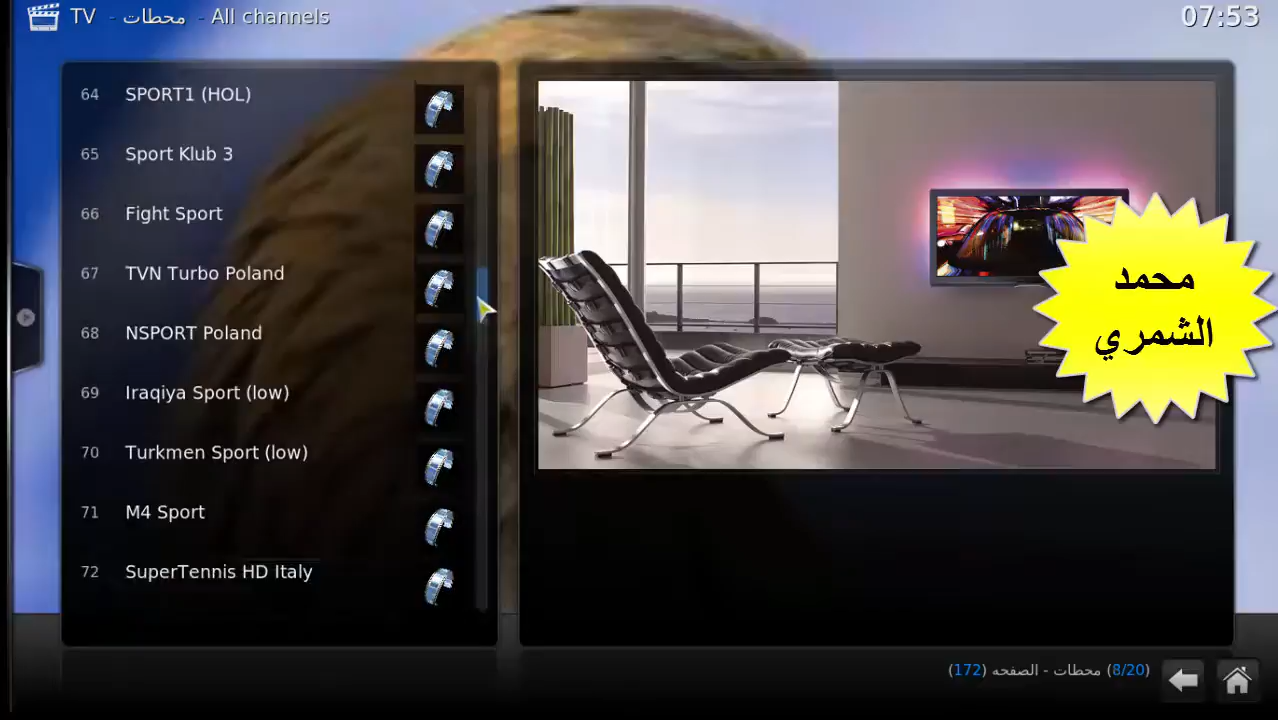 TV - محطات - All channels
07:53
64 SPORT1 (HOL)
65 Sport Klub 3
66 Fight Sport
67 TVN Turbo Poland
68 NSPORT Poland
69 Iraqiya Sport (low)
70 Turkmen Sport (low)
71 M4 Sport
72 SuperTennis HD Italy
محمد
الشمري
(172) محطات - الصفحه (8/20)